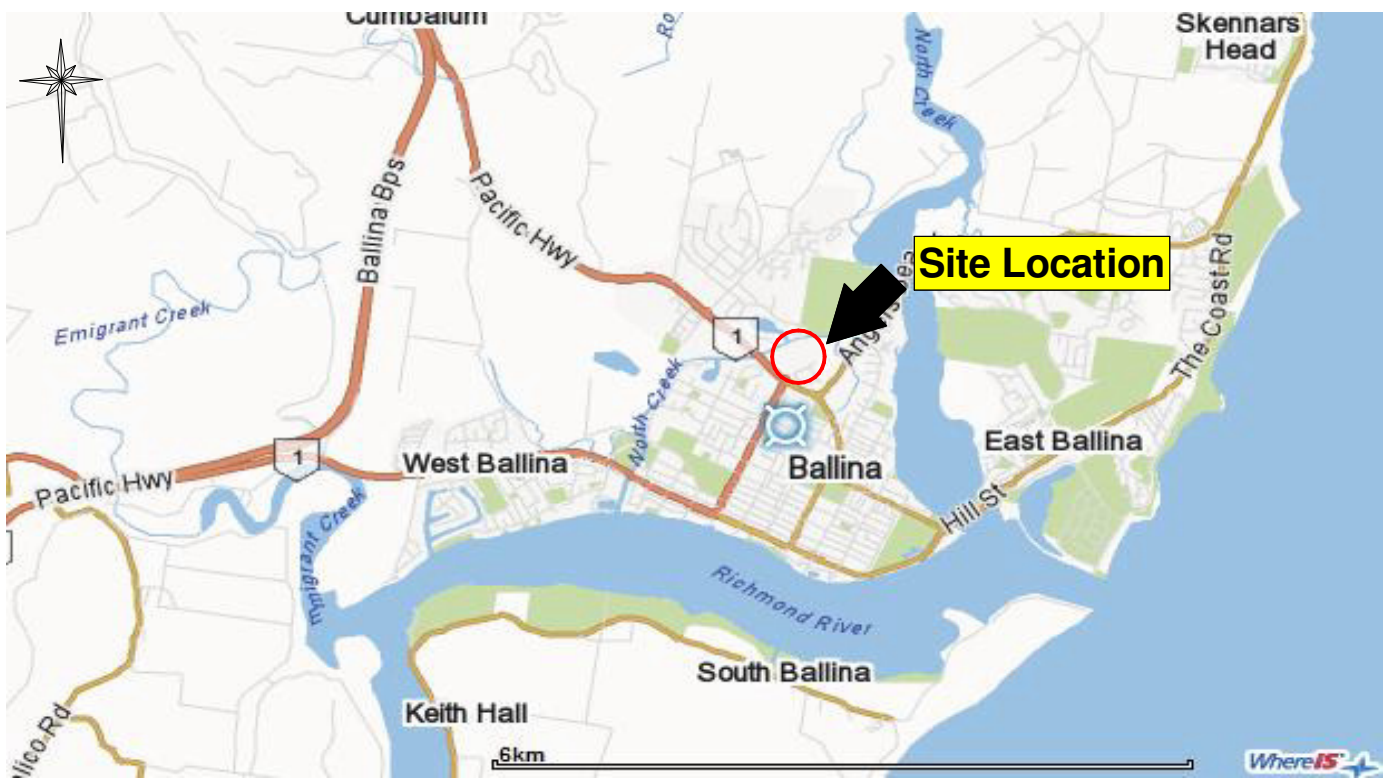 Cumbalum
Skennars
Head
North Creek
Ballina Bps
Pacific Hwy
Site Location
The Coast Rd
Emigrant Creek
1
North Creek
East Ballina
West Ballina
1
Ballina
Pacific Hwy
Hill St
Emigrant Creek
Richmond River
South Ballina
Keith Hall
6km
WhereIS